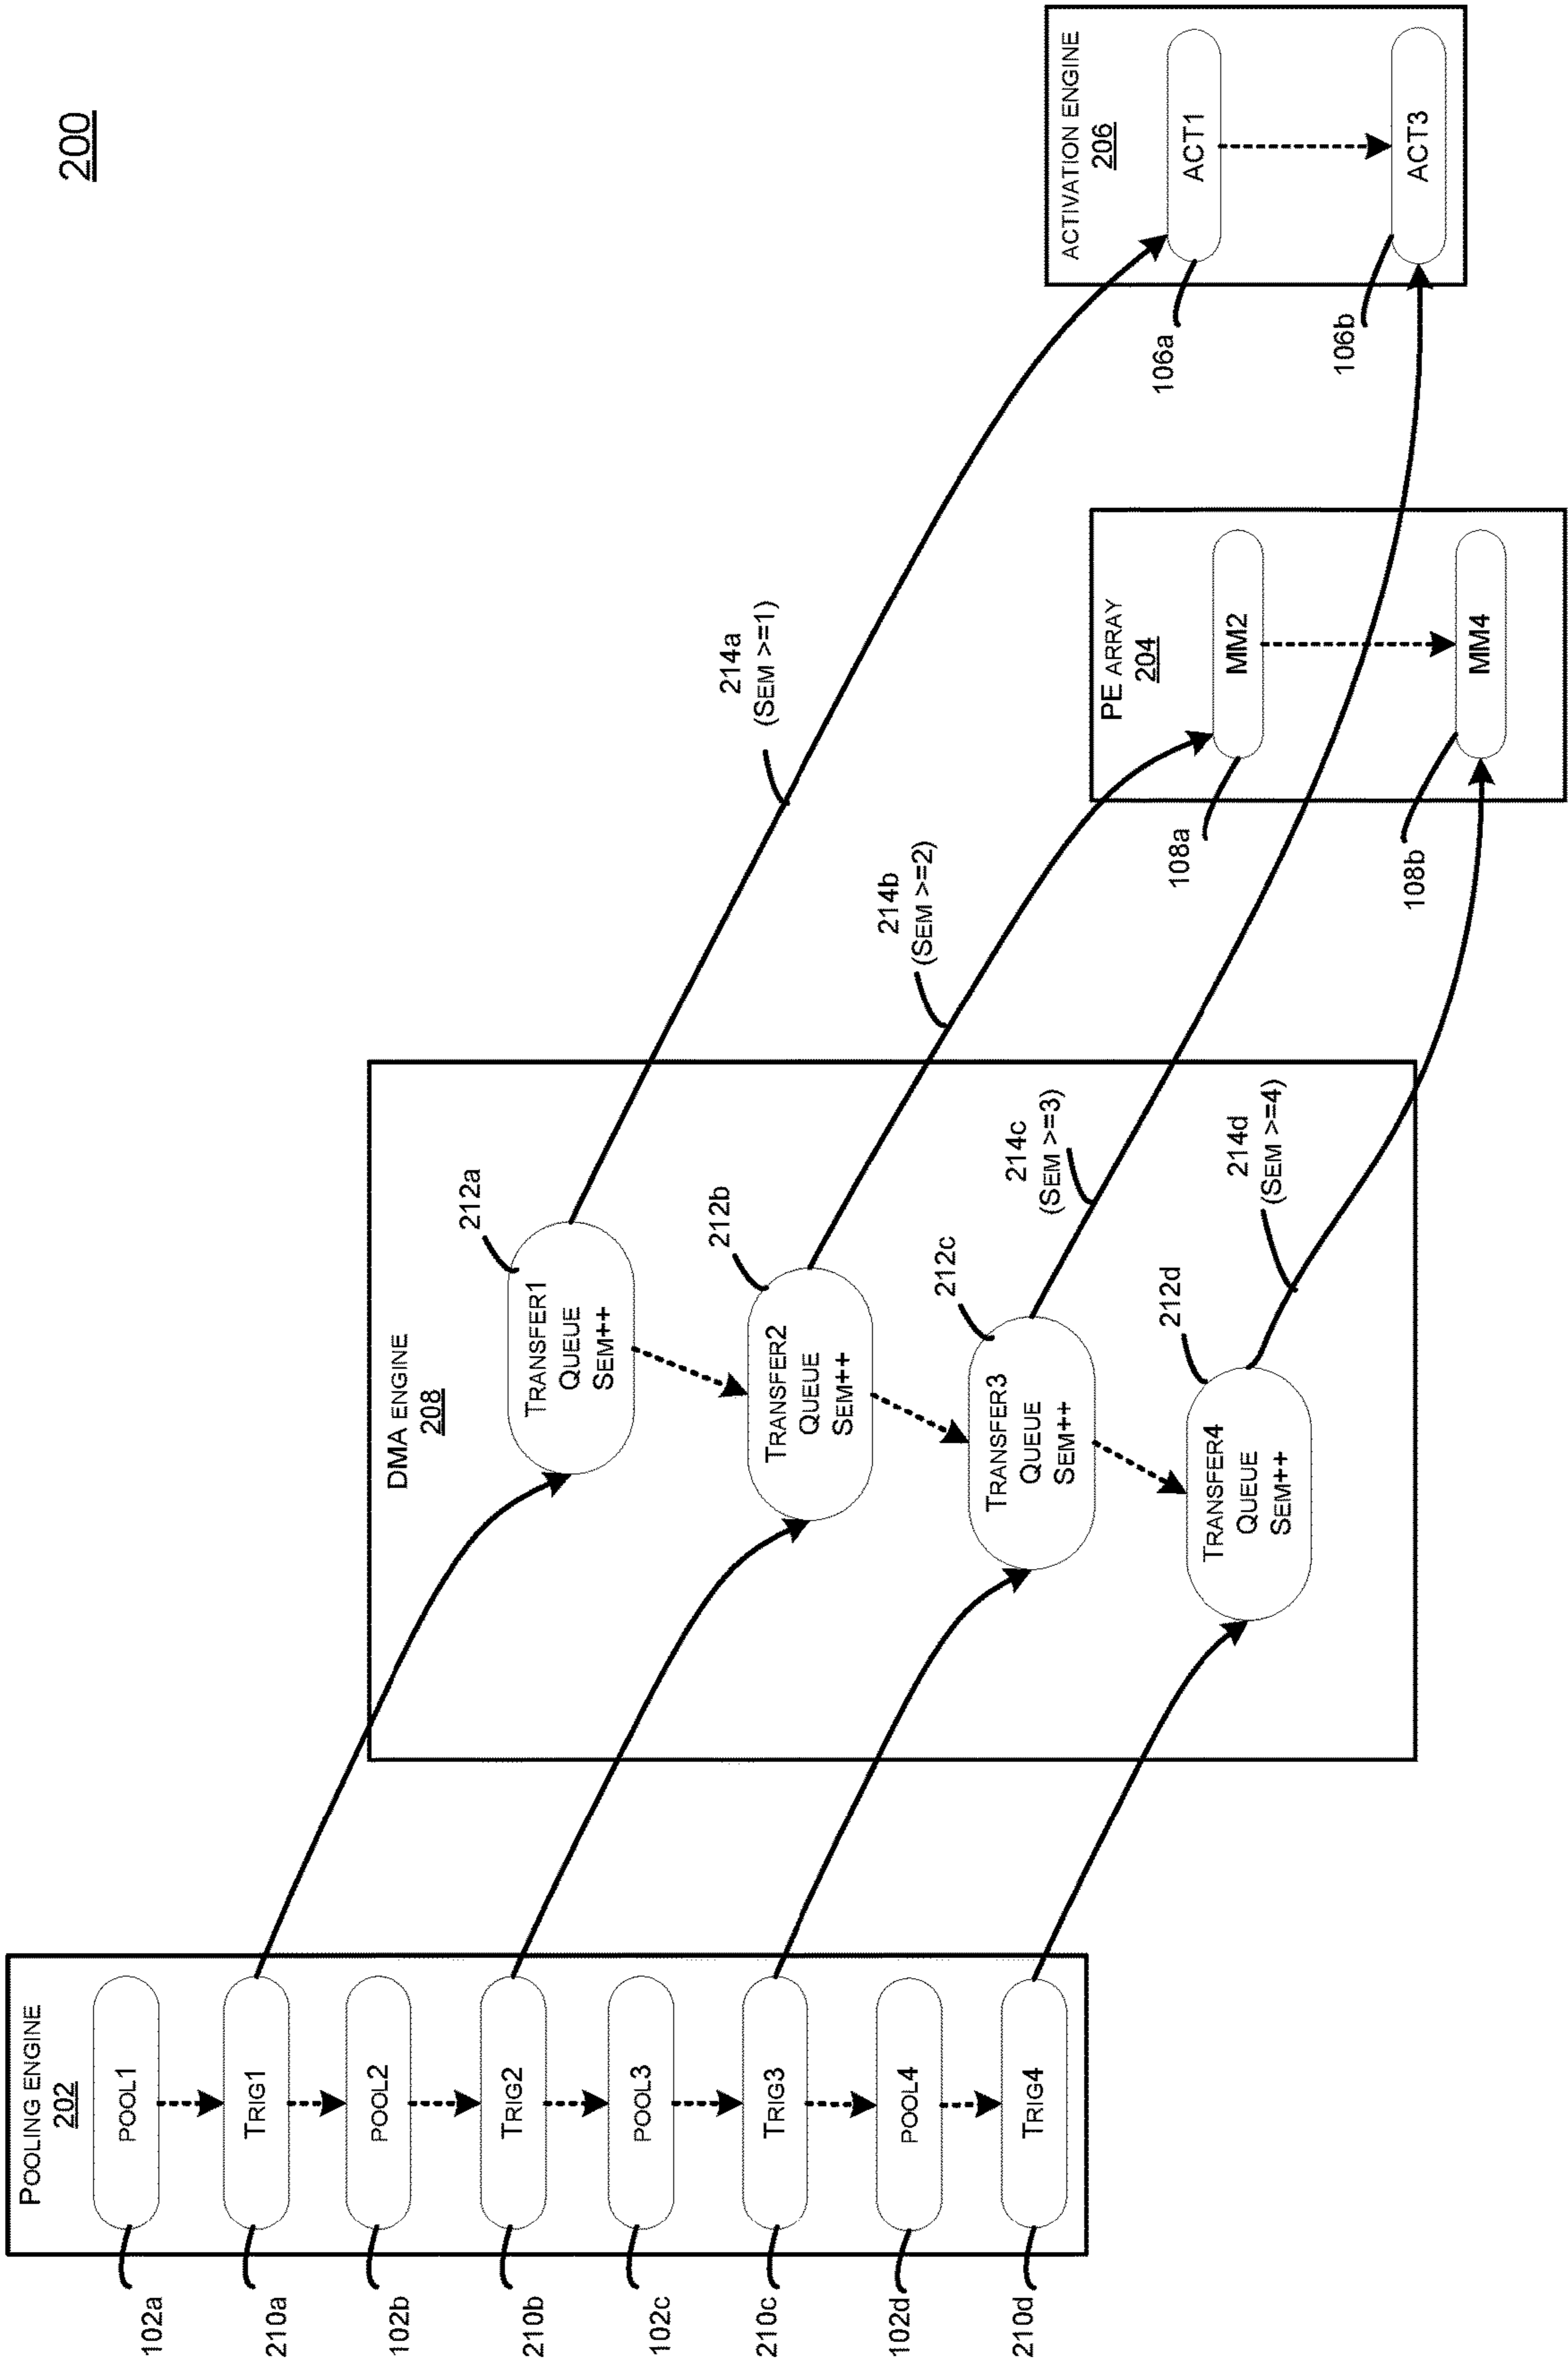 200
POOLING ENGINE
202
POOL1
TRIG1
POOL2
TRIG2
POOL3
TRIG3
POOL4
TRIG4
102a
210a
102b
210b
102c
210c
102d
210d
DMA ENGINE
208
TRANSFER1
QUEUE
SEM++
212a
TRANSFER2
QUEUE
SEM++
212b
TRANSFER3
QUEUE
SEM++
212c
TRANSFER4
QUEUE
SEM++
212d
214a
(SEM >=1)
214b
(SEM >=2)
214c
(SEM >=3)
214d
(SEM >=4)
PE ARRAY
204
MM2
MM4
108a
108b
ACTIVATION ENGINE
206
ACT1
ACT3
106a
106b